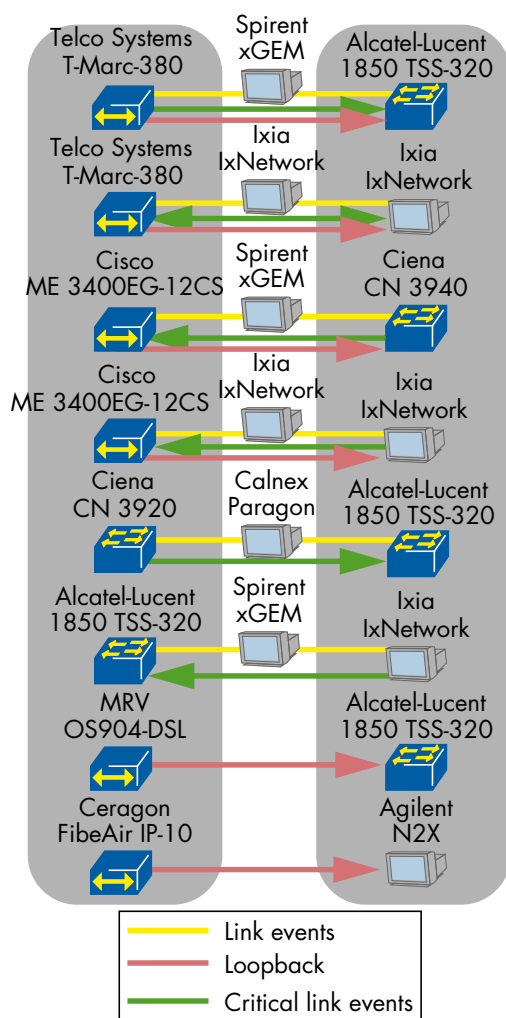 Telco Systems
T-Marc-380
Spirent
xGEM
Alcatel-Lucent
1850 TSS-320
Telco Systems
T-Marc-380
Ixia
IxNetwork
Ixia
IxNetwork
Cisco
ME 3400EG-12CS
Spirent
xGEM
Ciena
CN 3940
Cisco
ME 3400EG-12CS
Ixia
IxNetwork
Ixia
IxNetwork
Ciena
CN 3920
Calnex
Paragon
Alcatel-Lucent
1850 TSS-320
Alcatel-Lucent
1850 TSS-320
Spirent
xGEM
Ixia
IxNetwork
MRV
OS904-DSL
Alcatel-Lucent
1850 TSS-320
Ceragon
FibeAir IP-10
Agilent
N2X
Link events
Loopback
Critical link events